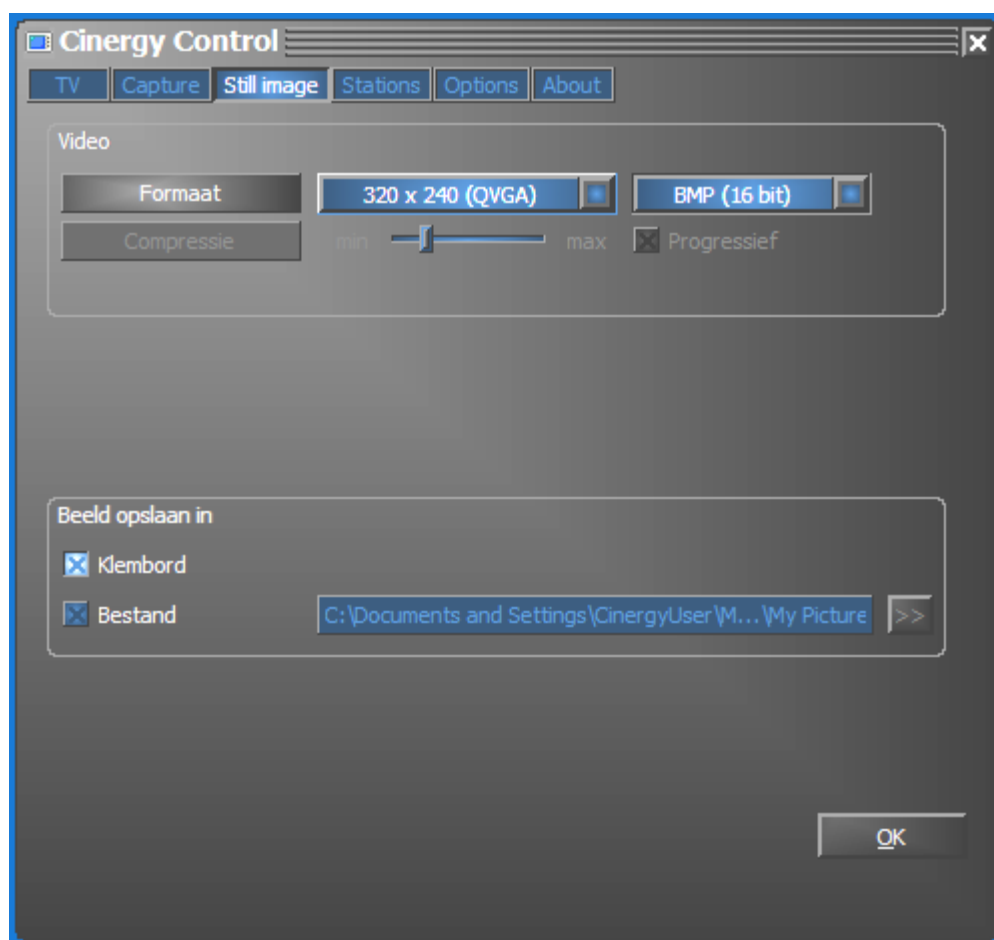 Cinergy Control
TV Capture Still image Stations Options About
Video
Formaat 320 x 240 (QVGA) BMP (16 bit)
Compressie min max Progressief
Beeld opslaan in
Klembord
Bestand C:\Documents and Settings\CinergyUser\M...\My Picture >>
OK